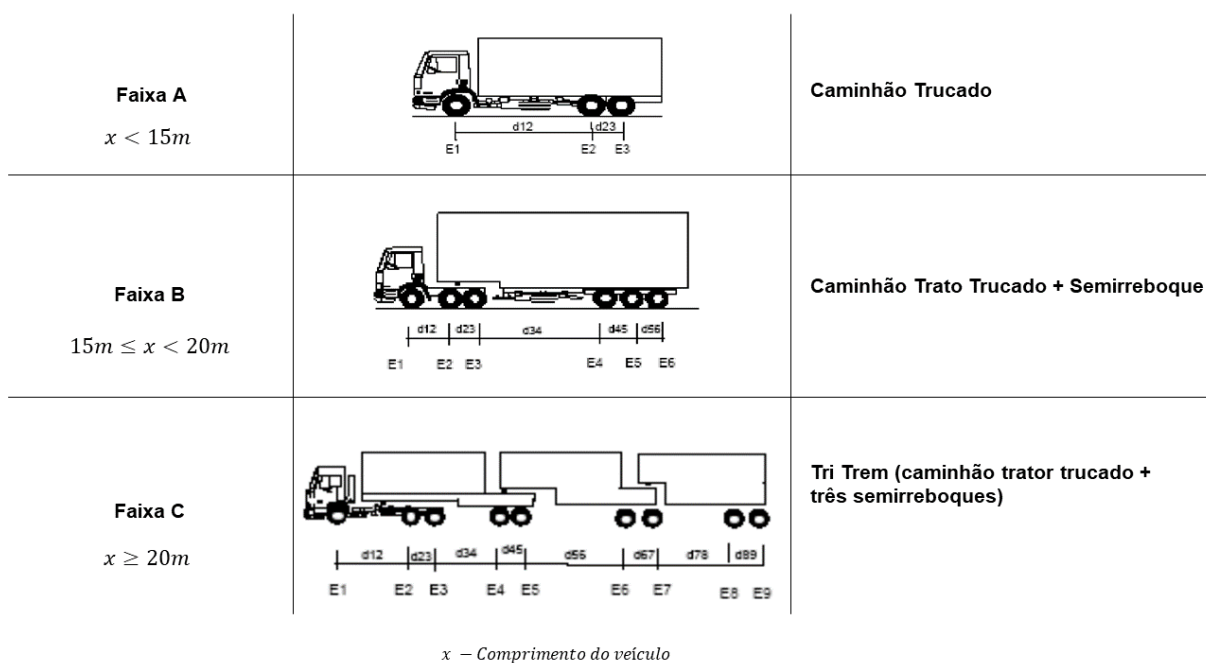 Faixa A
x < 15m
d12 d23
E1 E2 E3
Caminhão Trucado
Faixa B
15m ≤ x < 20m
d12 d23 d34 d45 d56
E1 E2 E3 E4 E5 E6
Caminhão Trato Trucado + Semirreboque
Faixa C
x ≥ 20m
d12 d23 d34 d45 d56 d67 d78 d89
E1 E2 E3 E4 E5 E6 E7 E8 E9
Tri Trem (caminhão trator trucado +
três semirreboques)
x – Comprimento do veículo